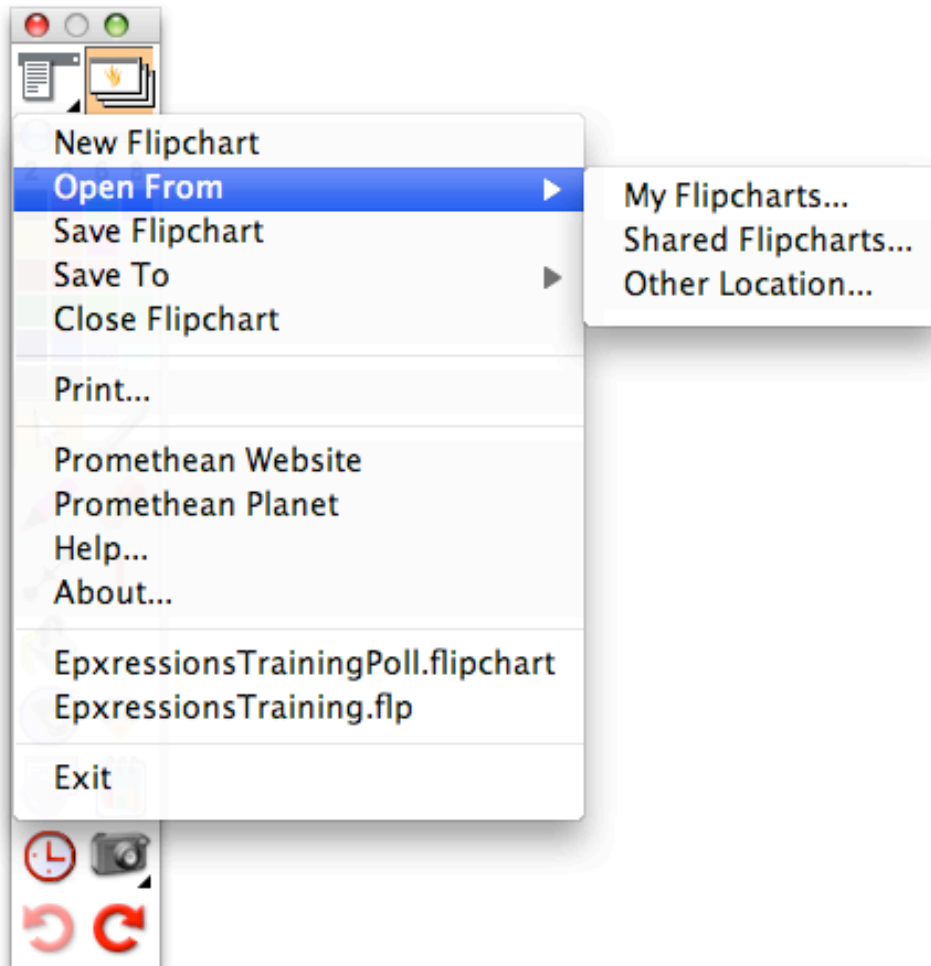 New Flipchart
Open From
Save Flipchart
Save To
Close Flipchart
Print...
Promethean Website
Promethean Planet
Help...
About...
EpxressionsTrainingPoll.flipchart
EpxressionsTraining.flp
Exit
My Flipcharts...
Shared Flipcharts...
Other Location...